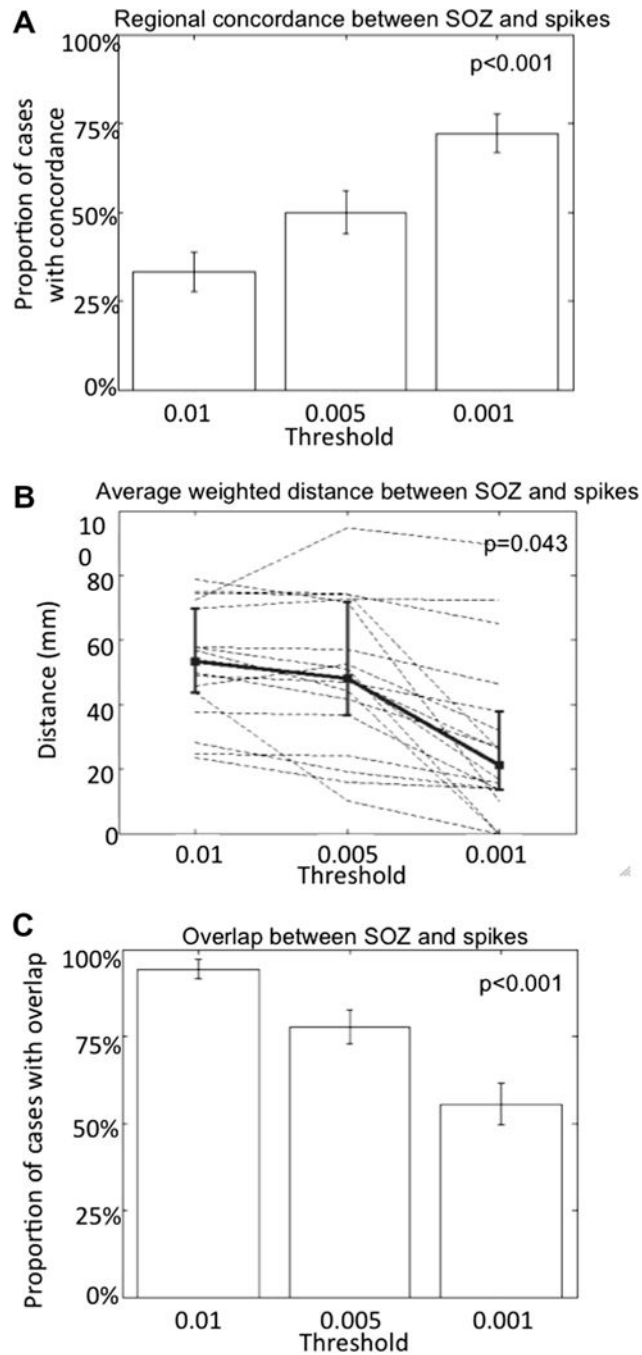 A
Regional concordance between SOZ and spikes
Proportion of cases
with concordance
100%
75%
50%
25%
0%
p<0.001
0.01 0.005 0.001
Threshold
B
Average weighted distance between SOZ and spikes
Distance (mm)
10
0
80
60
40
20
0
p=0.043
0.01 0.005 0.001
Threshold
C
Overlap between SOZ and spikes
Proportion of cases with overlap
100%
75%
50%
25%
0%
p<0.001
0.01 0.005 0.001
Threshold